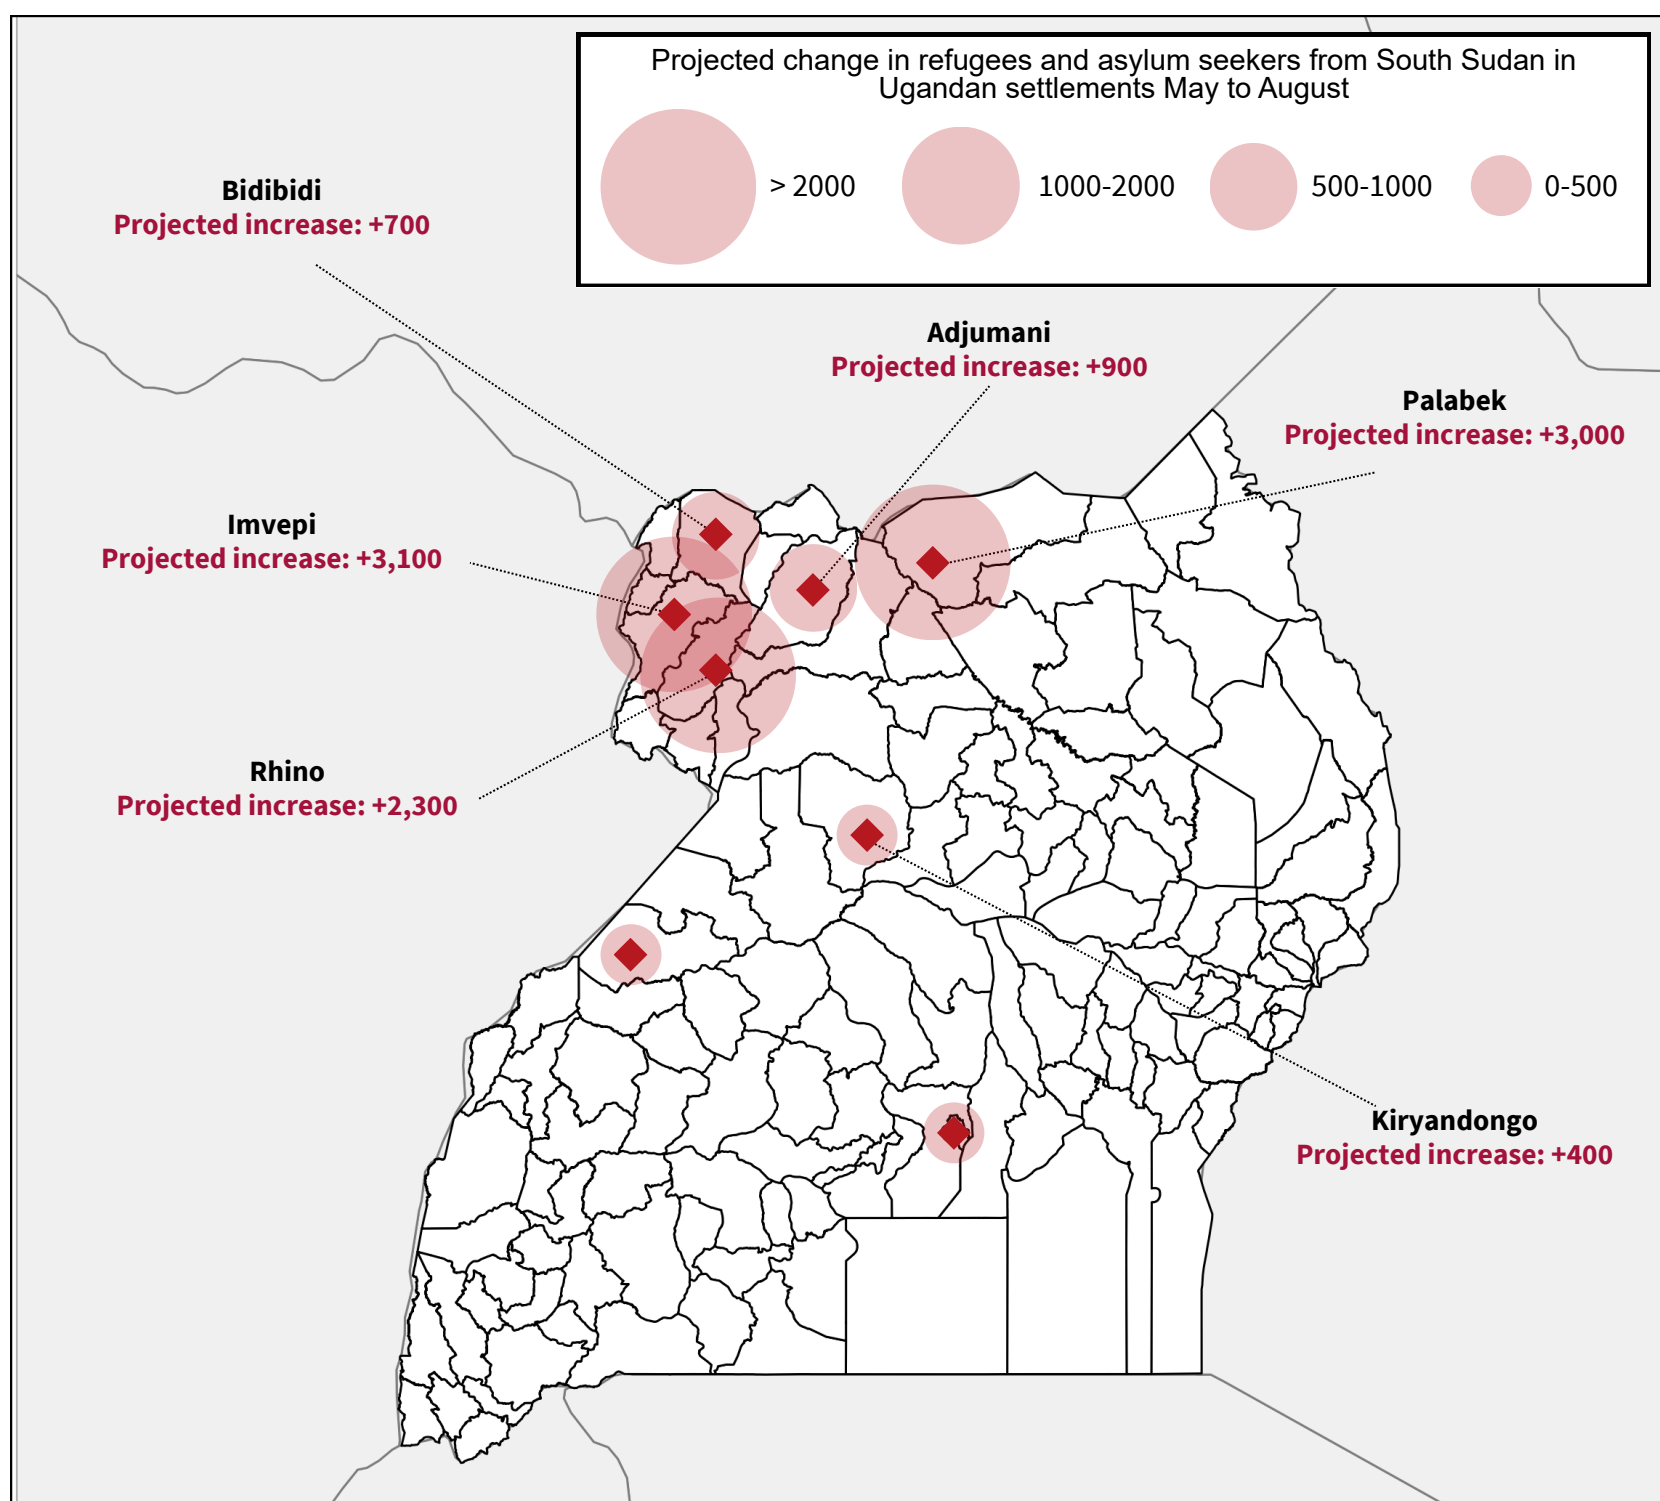 Projected change in refugees and asylum seekers from South Sudan in
Ugandan settlements May to August
> 2000
1000-2000
500-1000
0-500
Bidibidi
Projected increase: +700
Adjumani
Projected increase: +900
Palabek
Projected increase: +3,000
Imvepi
Projected increase: +3,100
Rhino
Projected increase: +2,300
Kiryandongo
Projected increase: +400